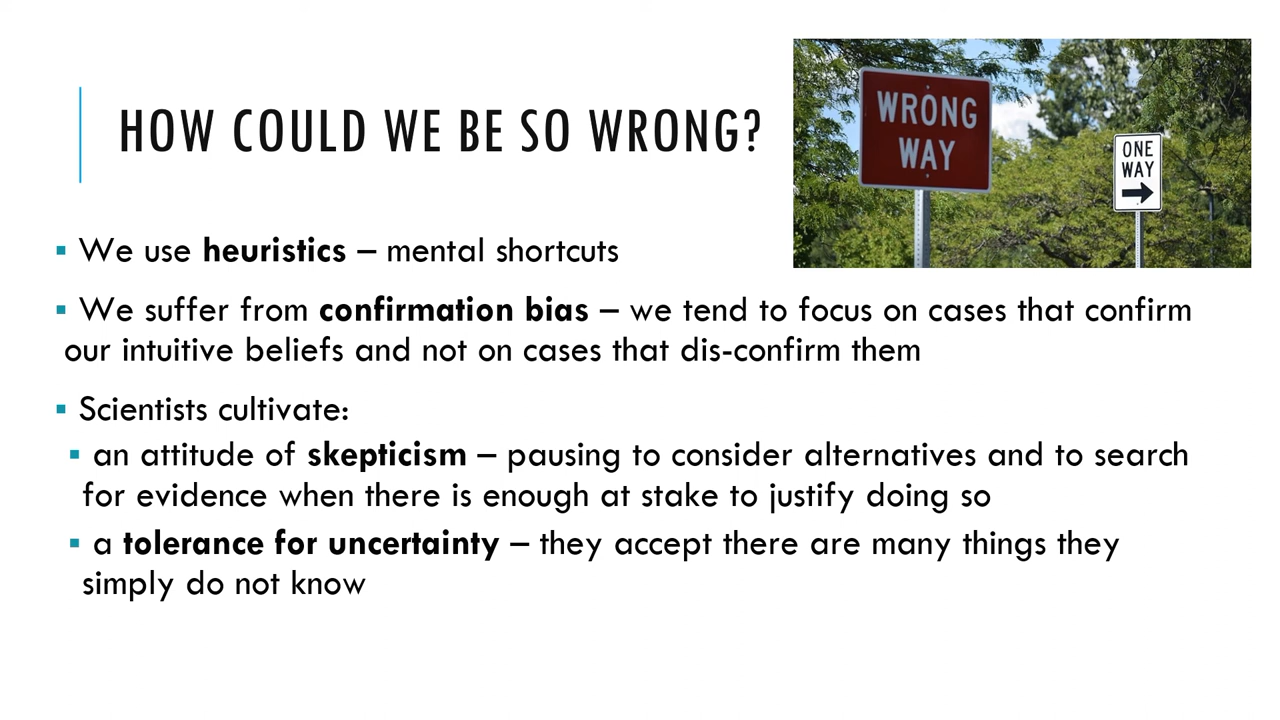 HOW COULD WE BE SO WRONG?
WRONG
WAY
ONE
WAY
▪ We use heuristics – mental shortcuts
▪ We suffer from confirmation bias – we tend to focus on cases that confirm
our intuitive beliefs and not on cases that dis-confirm them
▪ Scientists cultivate:
▪ an attitude of skepticism – pausing to consider alternatives and to search
for evidence when there is enough at stake to justify doing so
▪ a tolerance for uncertainty – they accept there are many things they
simply do not know